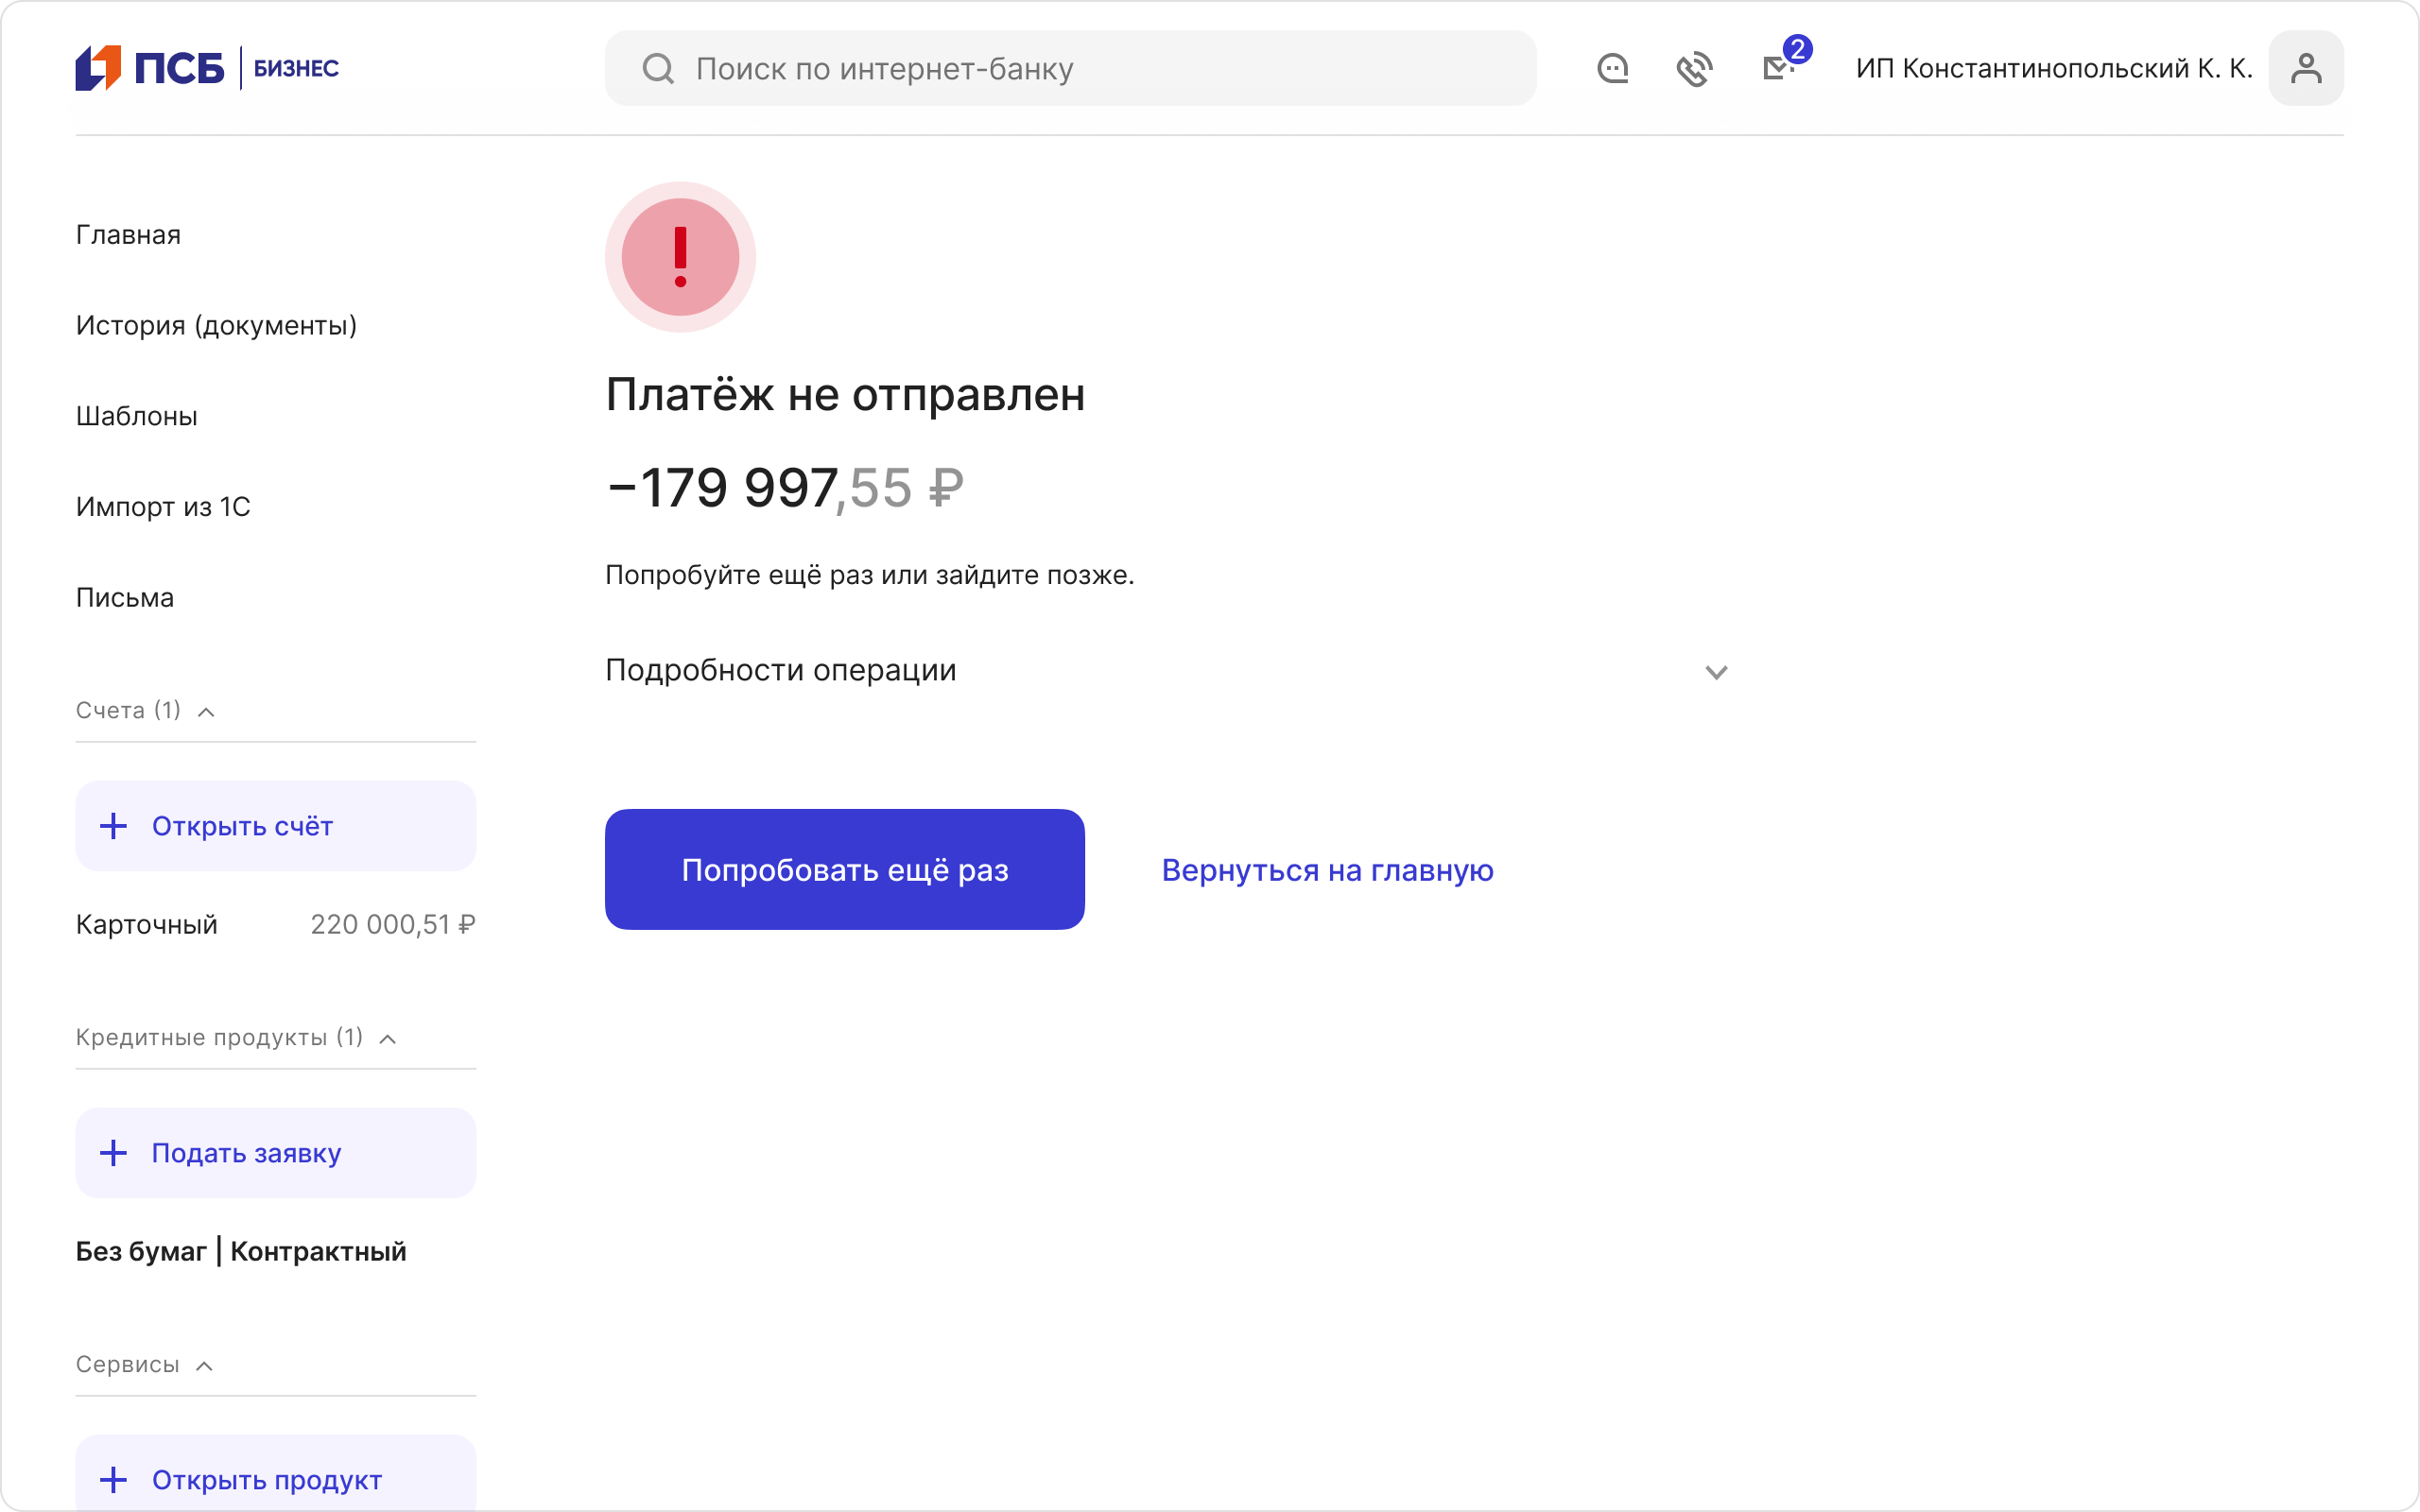 ПСБ БИЗНЕС
Поиск по интернет-банку
2
ИП Константинопольский К. К.
Главная
История (документы)
Шаблоны
Импорт из 1С
Письма
Счета (1)
Открыть счёт
Карточный 220 000,51 ₽
Кредитные продукты (1)
Подать заявку
Без бумаг | Контрактный
Сервисы
Открыть продукт
Платёж не отправлен
−179 997,55 ₽
Попробуйте ещё раз или зайдите позже.
Подробности операции
Попробовать ещё раз
Вернуться на главную